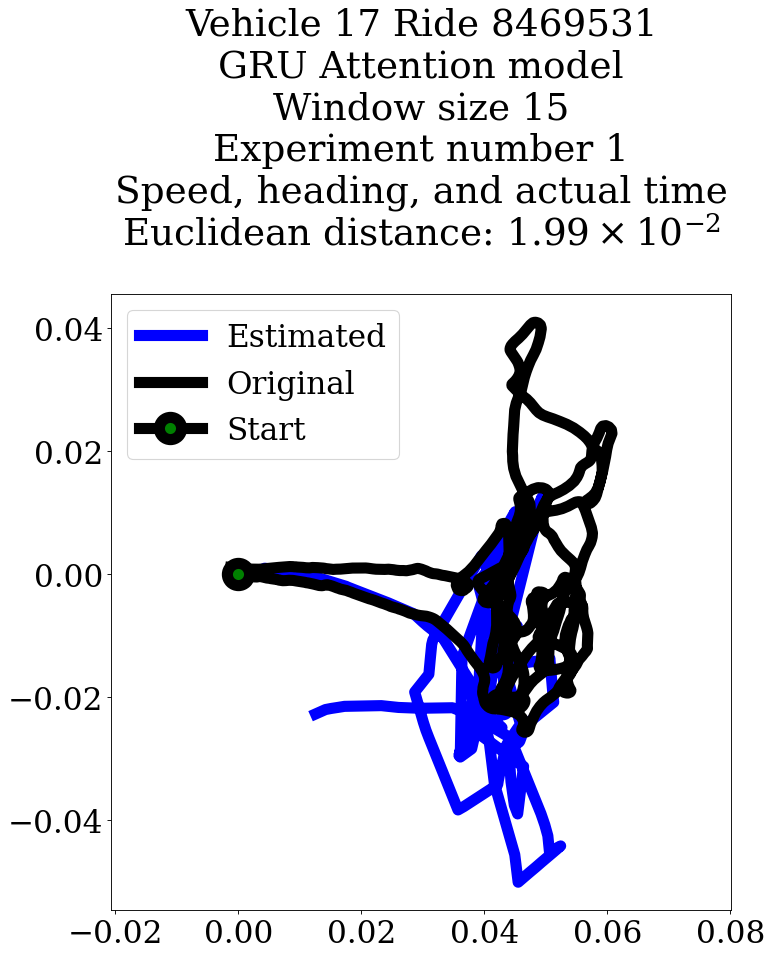 Vehicle 17 Ride 8469531
GRU Attention model
Window size 15
Experiment number 1
Speed, heading, and actual time
Euclidean distance: 1.99 × 10⁻²
Estimated
Original
Start
0.04
0.02
0.00
−0.02
−0.04
−0.02 0.00 0.02 0.04 0.06 0.08